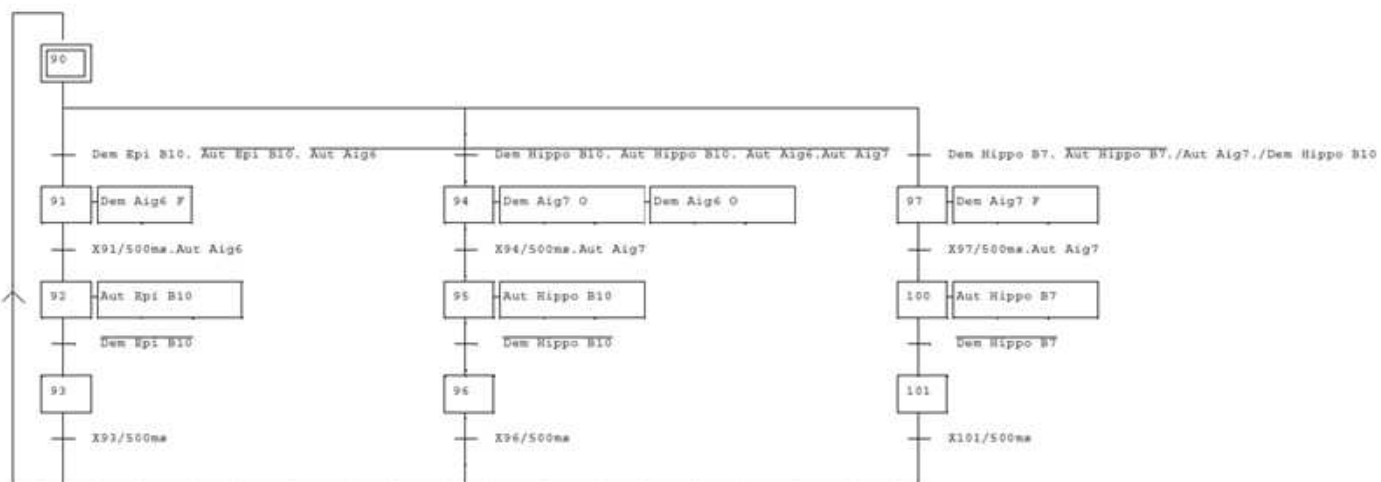 90
Dem Epi B10. Aut Epi B10. Aut Aig6
Dem Hippo B10. Aut Hippo B10. Aut Aig6.Aut Aig7
Dem Hippo B7. Aut Hippo B7./Aut Aig7./Dem Hippo B10
91 Dem Aig6 F
94 Dem Aig7 O Dem Aig6 O
97 Dem Aig7 F
X91/500ms.Aut Aig6
X94/500ms.Aut Aig7
X97/500ms.Aut Aig7
92 Aut Epi B10
95 Aut Hippo B10
100 Aut Hippo B7
Dem Epi B10
Dem Hippo B10
Dem Hippo B7
93
96
101
X93/500ms
X96/500ms
X101/500ms